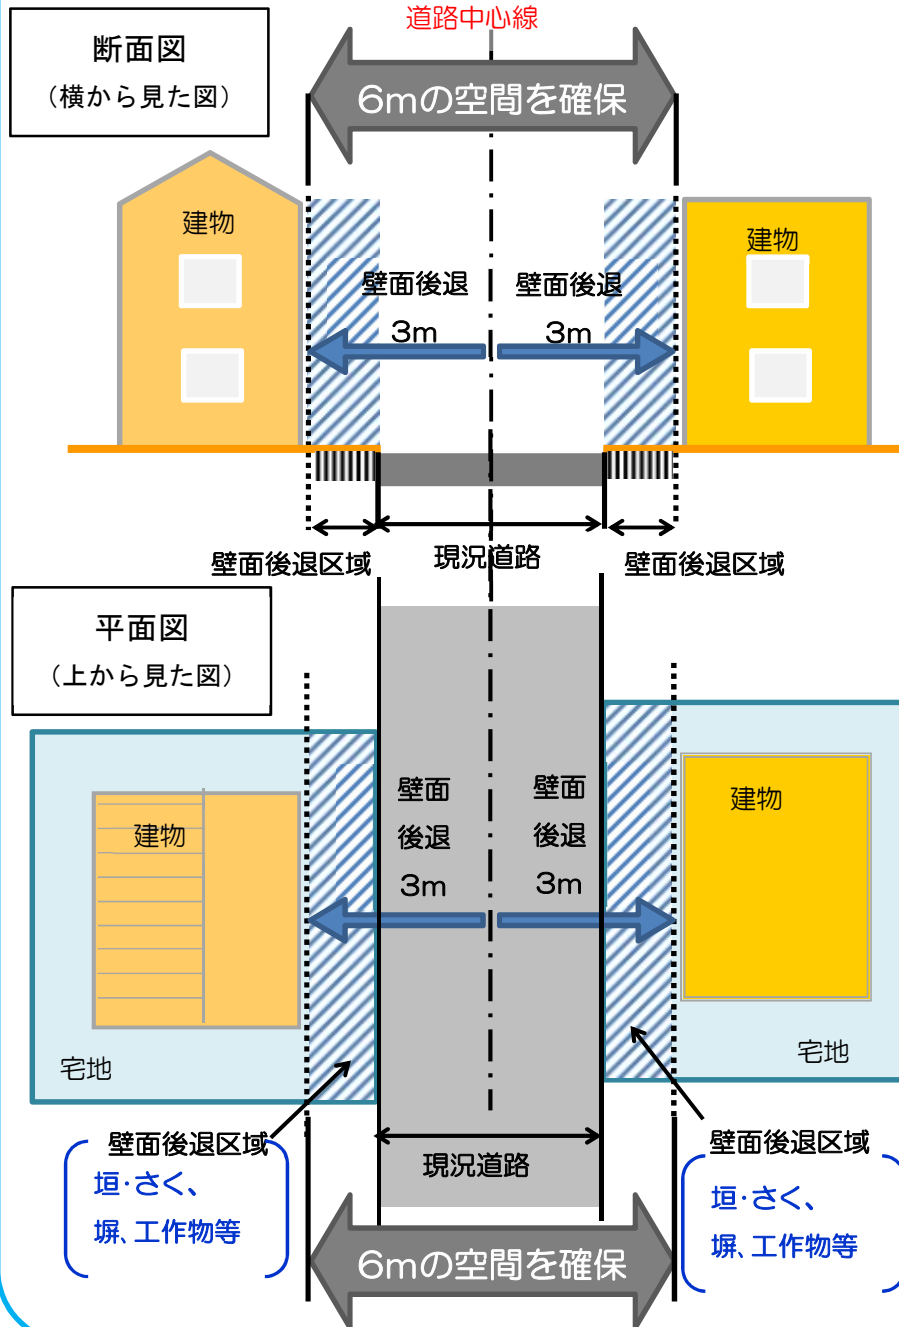 道路中心線
断面図
（横から見た図）
6mの空間を確保
建物
建物
壁面後退
3m
壁面後退
3m
壁面後退区域
現況道路
壁面後退区域
平面図
（上から見た図）
壁面
後退
3m
壁面
後退
3m
建物
建物
宅地
宅地
壁面後退区域
垣・さく、
塀、工作物等
現況道路
壁面後退区域
垣・さく、
塀、工作物等
6mの空間を確保